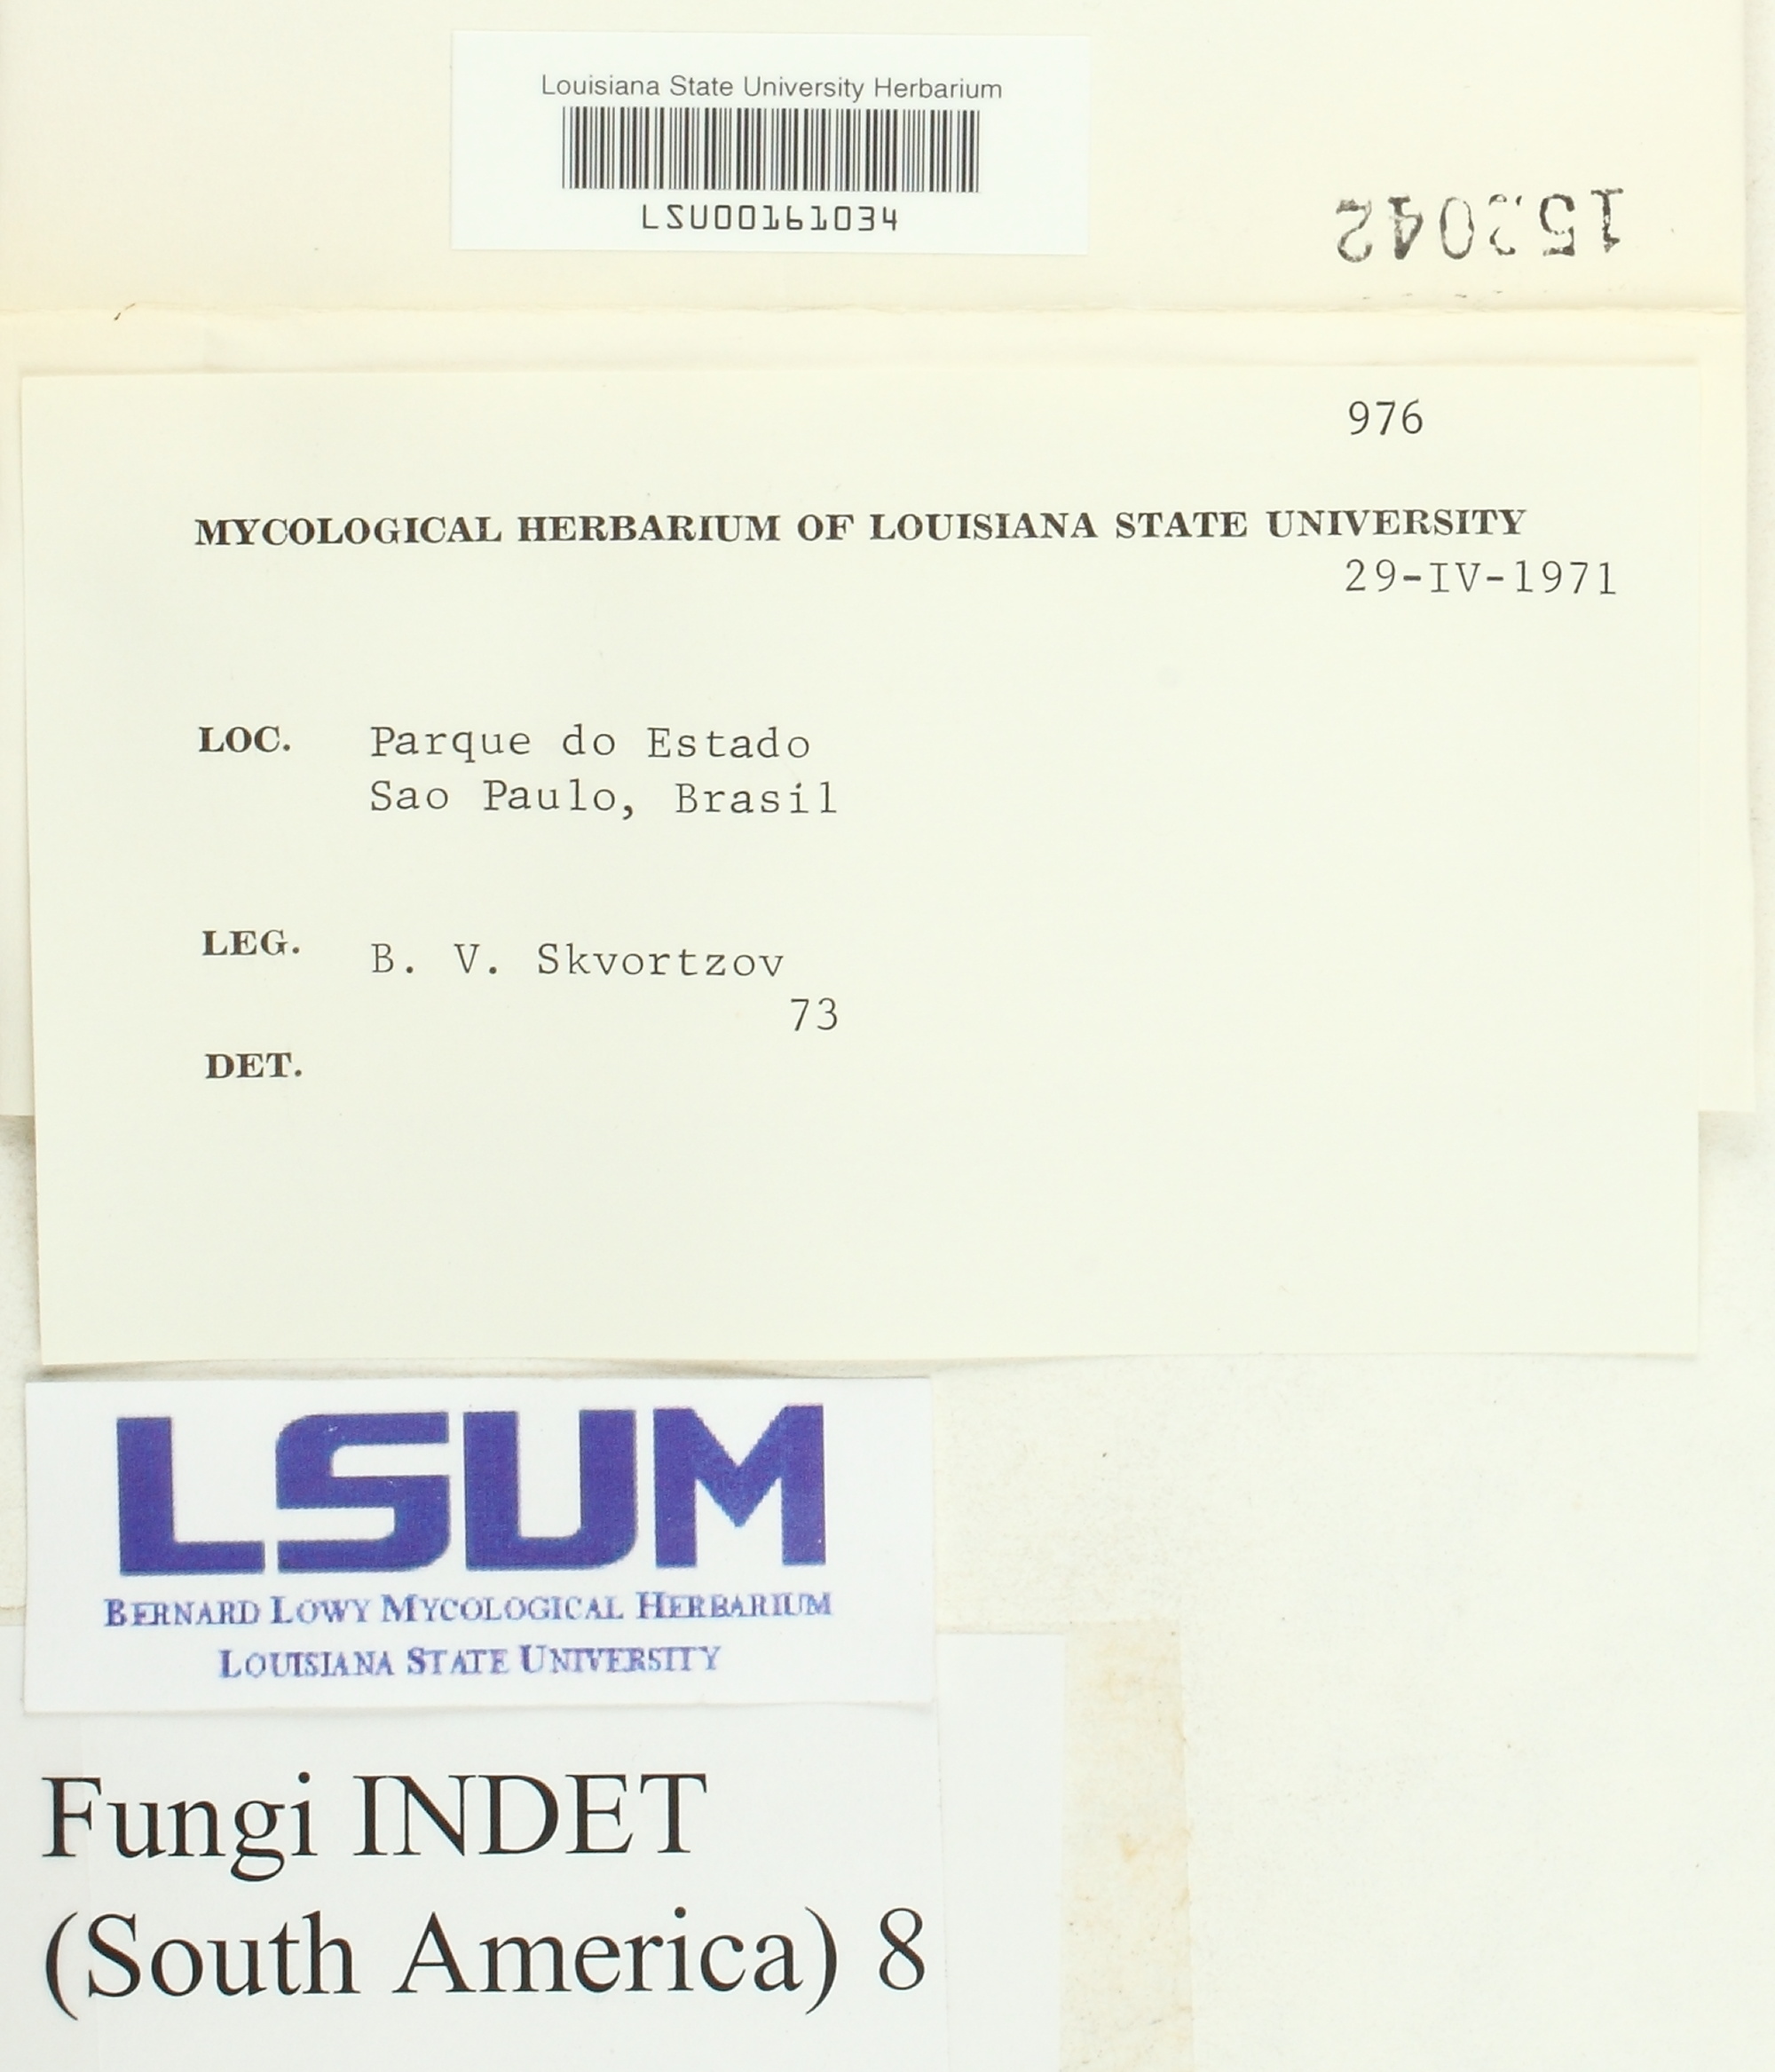 Louisiana State University Herbarium
LSU00161034
976
MYCOLOGICAL HERBARIUM OF LOUISIANA STATE UNIVERSITY
29-IV-1971
LOC. Parque do Estado
Sao Paulo, Brasil
LEG. B. V. Skvortzov
73
DET.
LSUM
BERNARD LOWY MYCOLOGICAL HERBARIUM
LOUISIANA STATE UNIVERSITY
Fungi INDET
(South America) 8